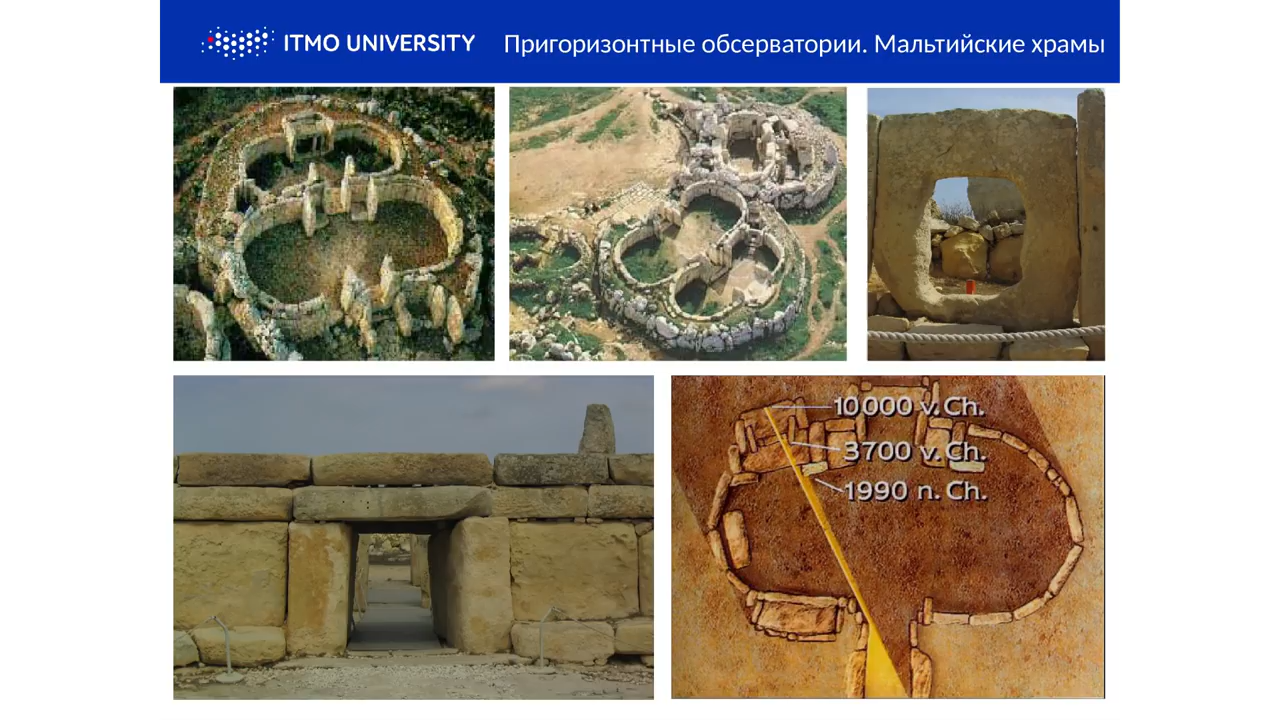 ITMO UNIVERSITY
Пригоризонтные обсерватории. Мальтийские храмы
10000 v. Ch.
3700 v. Ch.
1990 n. Ch.